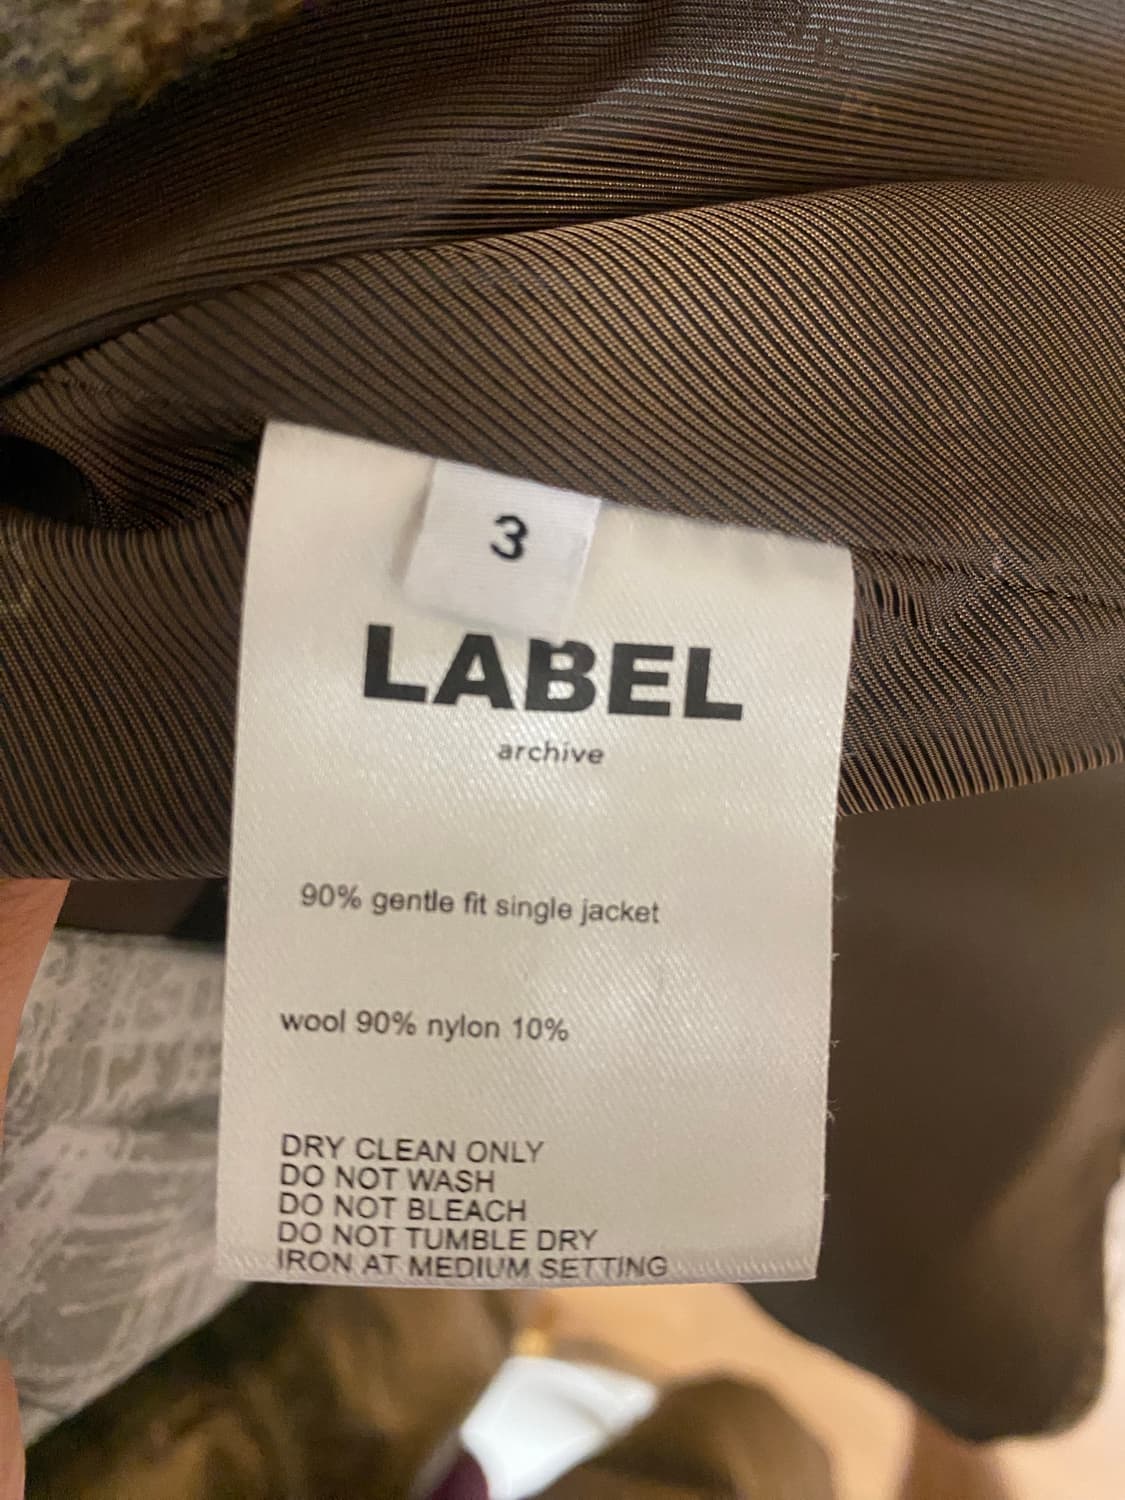 3
LABEL
archive
90% gentle fit single jacket
wool 90% nylon 10%
DRY CLEAN ONLY
DO NOT WASH
DO NOT BLEACH
DO NOT TUMBLE DRY
IRON AT MEDIUM SETTING